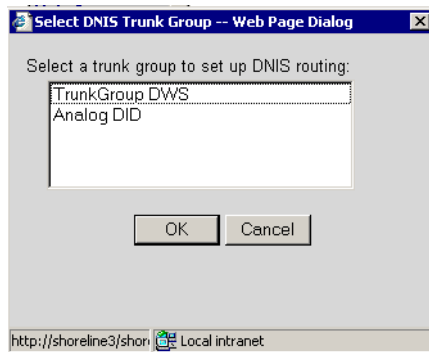 Select DNIS Trunk Group -- Web Page Dialog
Select a trunk group to set up DNIS routing:
TrunkGroup DWS
Analog DID
OK Cancel
http://shoreline3/shor Local intranet